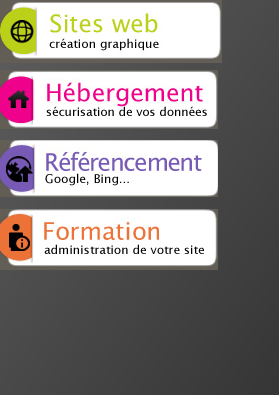 Sites web
création graphique
Hébergement
sécurisation de vos données
Référencement
Google, Bing...
Formation
administration de votre site